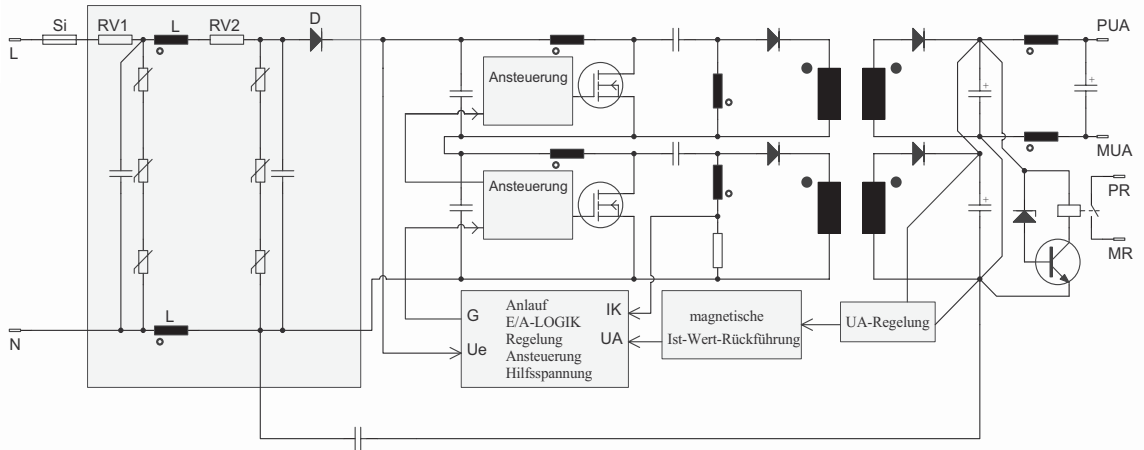 Si
RV1
L
RV2
D
L
PUA
MUA
Ansteuerung
Ansteuerung
PR
MR
N
L
G
Ue
Anlauf
E/A-LOGIK
Regelung
Ansteuerung
Hilfsspannung
IK
UA
magnetische
Ist-Wert-Rückführung
UA-Regelung